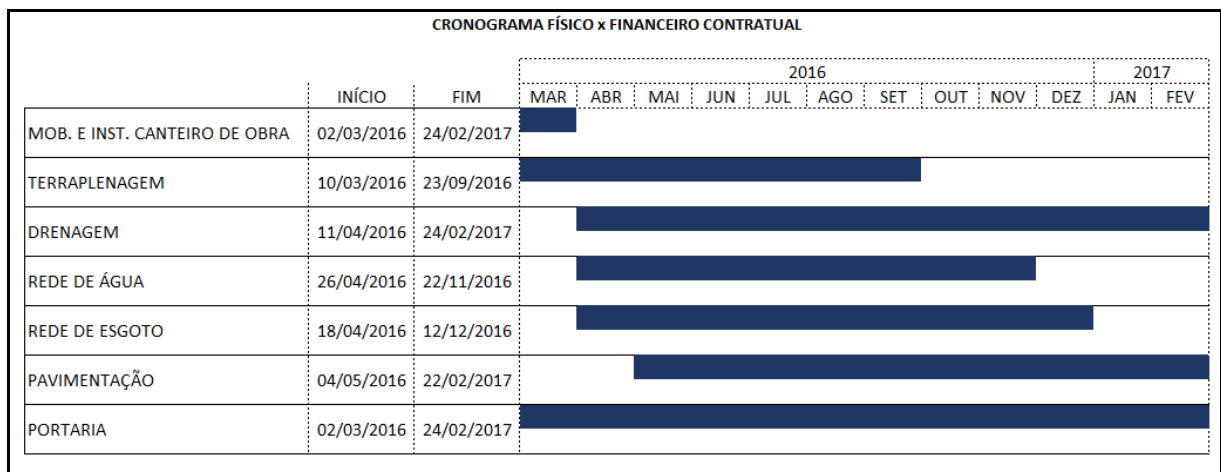 CRONOGRAMA FÍSICO x FINANCEIRO CONTRATUAL
2016 2017
INÍCIO FIM MAR ABR MAI JUN JUL AGO SET OUT NOV DEZ JAN FEV
MOB. E INST. CANTEIRO DE OBRA 02/03/2016 24/02/2017
TERRAPLENAGEM 10/03/2016 23/09/2016
DRENAGEM 11/04/2016 24/02/2017
REDE DE ÁGUA 26/04/2016 22/11/2016
REDE DE ESGOTO 18/04/2016 12/12/2016
PAVIMENTAÇÃO 04/05/2016 22/02/2017
PORTARIA 02/03/2016 24/02/2017